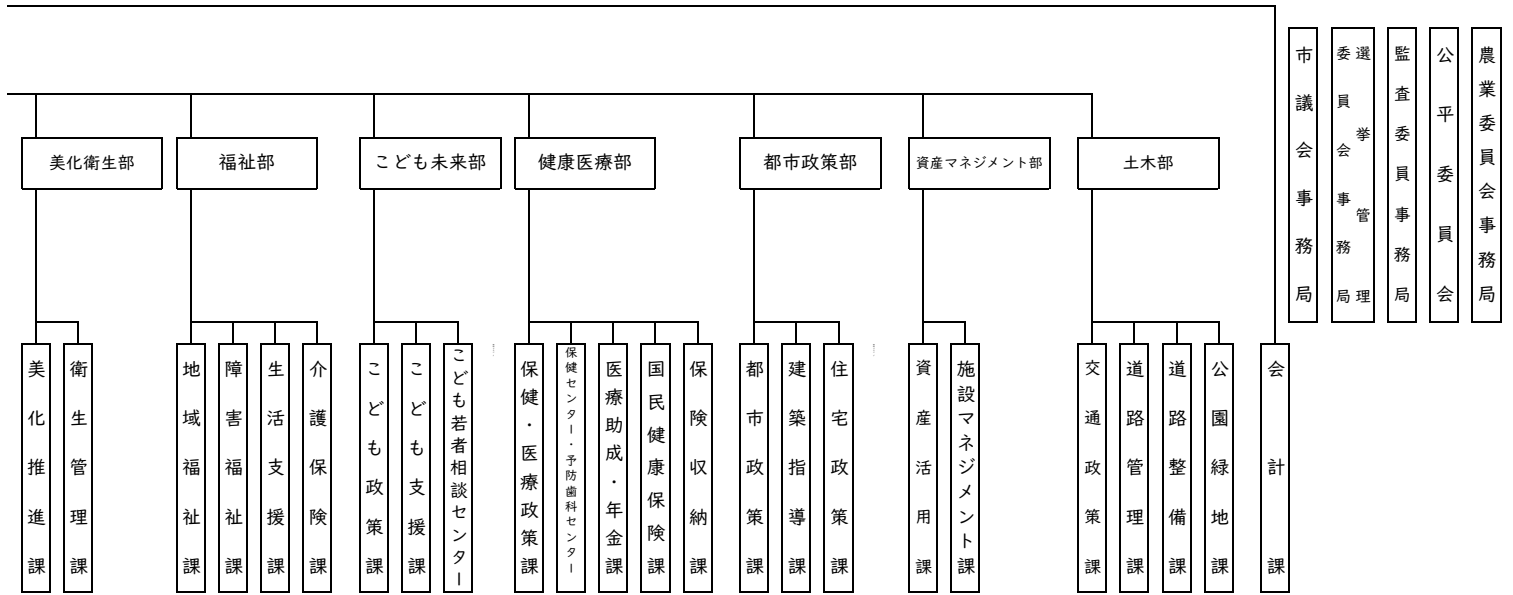 美化衛生部
福祉部
こども未来部
健康医療部
都市政策部
資産マネジメント部
土木部
市議会事務局
選挙管理
委員会事務局
監査委員事務局
公平委員会
農業委員会事務局
美化推進課
衛生管理課
地域福祉課
障害福祉課
生活支援課
介護保険課
こども政策課
こども支援課
こども若者相談センター
保健・医療政策課
保健センター・予防歯科センター
医療助成・年金課
国民健康保険課
保険収納課
都市政策課
建築指導課
住宅政策課
資産活用課
施設マネジメント課
交通政策課
道路管理課
道路整備課
公園緑地課
会計課